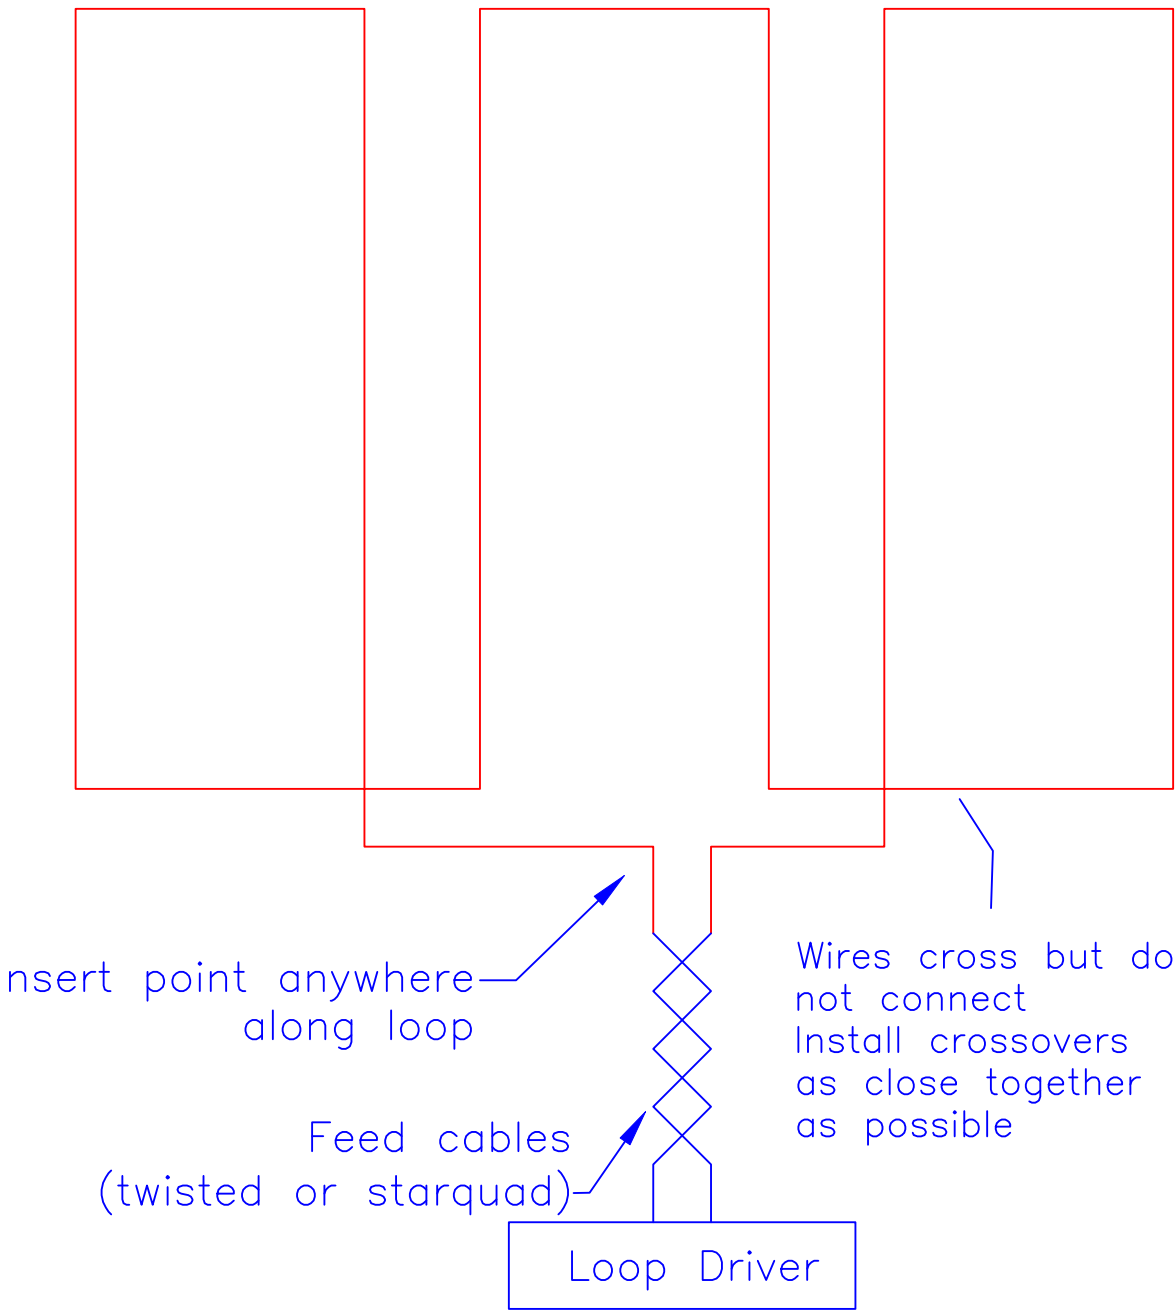 nsert point anywhere
along loop
Wires cross but do
not connect
Install crossovers
as close together
as possible
Feed cables
(twisted or starquad)
Loop Driver